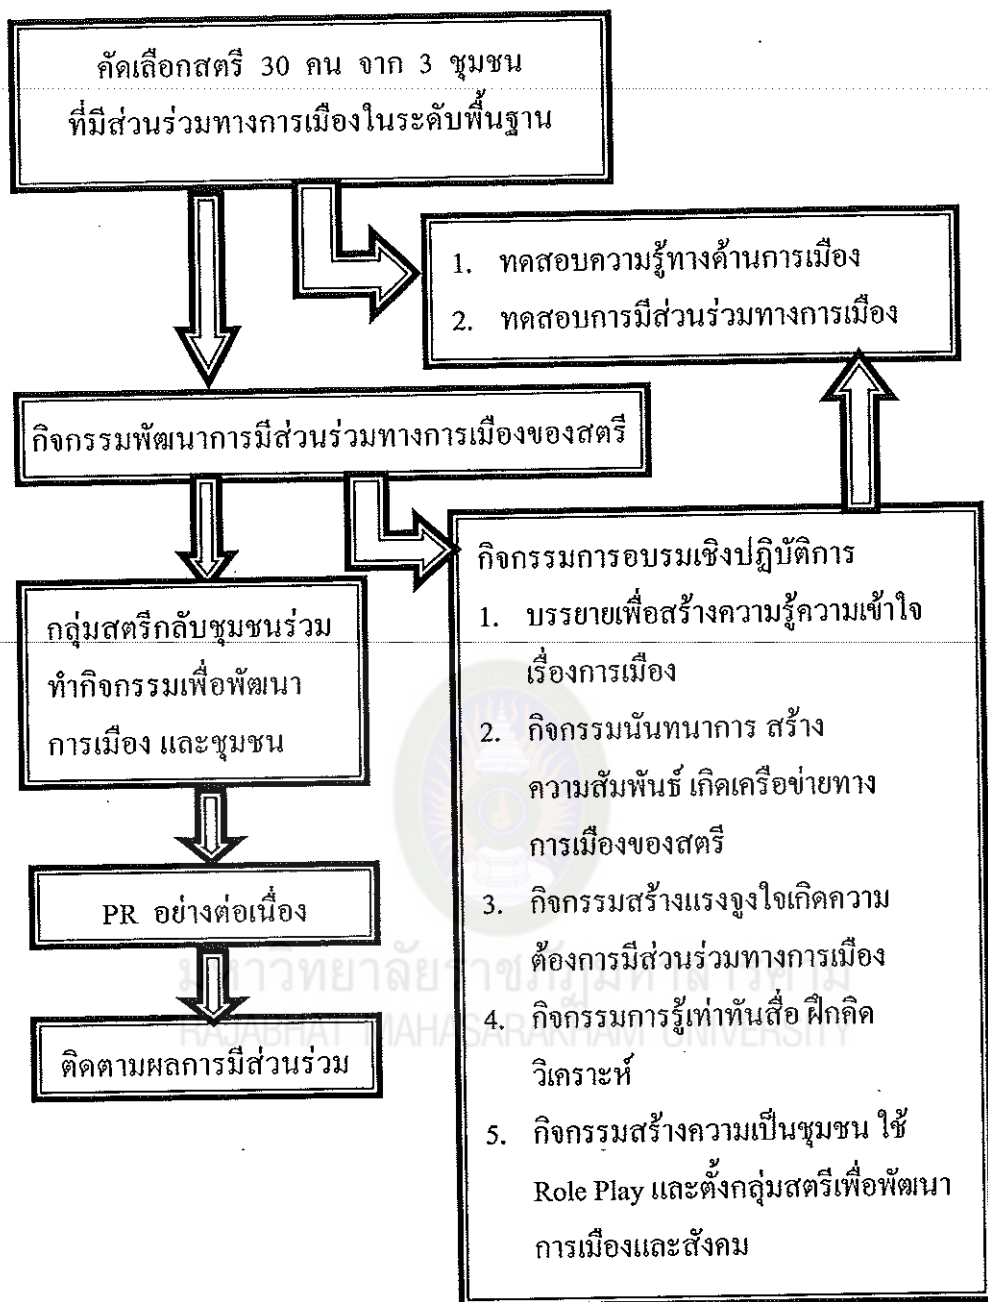 คัดเลือกสตรี 30 คน จาก 3 ชุมชน
ที่มีส่วนร่วมทางการเมืองในระดับพื้นฐาน
1. ทดสอบความรู้ทางด้านการเมือง
2. ทดสอบการมีส่วนร่วมทางการเมือง
กิจกรรมพัฒนาการมีส่วนร่วมทางการเมืองของสตรี
กลุ่มสตรีกลับชุมชนร่วม
ทำกิจกรรมเพื่อพัฒนา
การเมือง และชุมชน
PR อย่างต่อเนื่อง
ติดตามผลการมีส่วนร่วม
กิจกรรมการอบรมเชิงปฏิบัติการ
1. บรรยายเพื่อสร้างความรู้ความเข้าใจ
เรื่องการเมือง
2. กิจกรรมนันทนาการ สร้าง
ความสัมพันธ์ เกิดเครือข่ายทาง
การเมืองของสตรี
3. กิจกรรมสร้างแรงจูงใจเกิดความ
ต้องการมีส่วนร่วมทางการเมือง
4. กิจกรรมการรู้เท่าทันสื่อ ฝึกคิด
วิเคราะห์
5. กิจกรรมสร้างความเป็นชุมชน ใช้
Role Play และตั้งกลุ่มสตรีเพื่อพัฒนา
การเมืองและสังคม
มหาวิทยาลัยราชภัฏมหาสารคาม
RAJABHAT MAHASARAKHAM UNIVERSITY